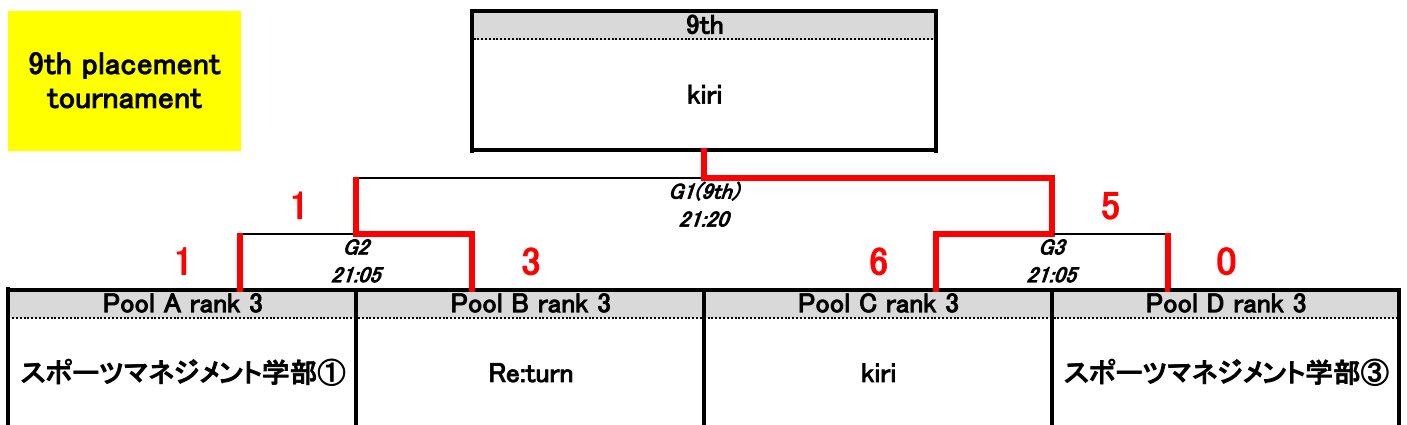 9th placement
tournament
9th
kiri
G1(9th)
21:20
1
5
G2
21:05
G3
21:05
1
3
6
0
Pool A rank 3
Pool B rank 3
Pool C rank 3
Pool D rank 3
スポーツマネジメント学部①
Re:turn
kiri
スポーツマネジメント学部③